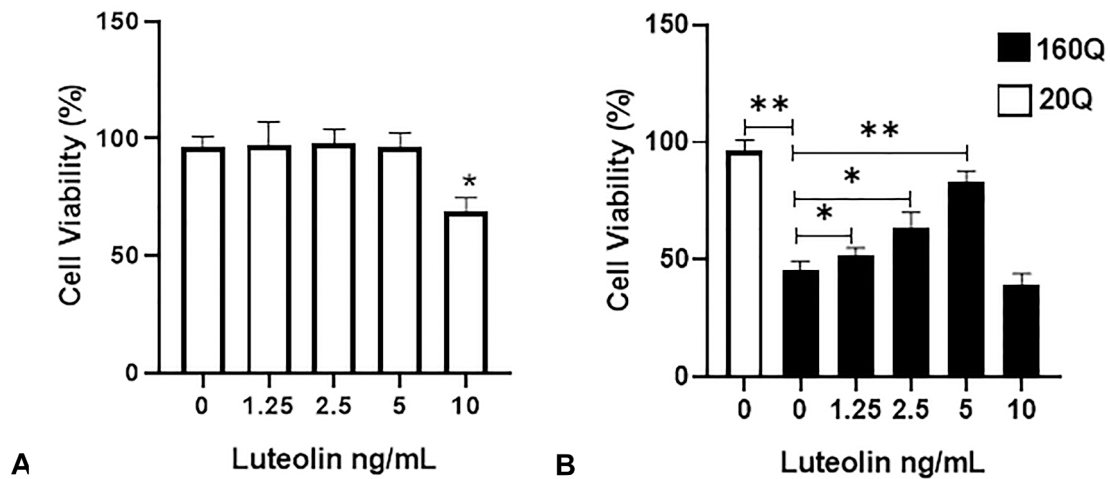 150
100
50
0
Cell Viability (%)
*
0 1.25 2.5 5 10
Luteolin ng/mL
A
150
100
50
0
Cell Viability (%)
160Q
20Q
**
**
*
*
0 0 1.25 2.5 5 10
Luteolin ng/mL
B